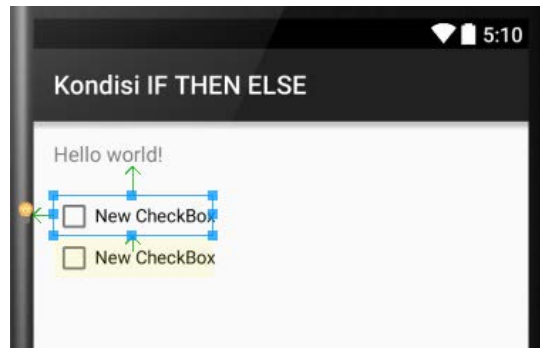 5:10
Kondisi IF THEN ELSE
Hello world!
New CheckBox
New CheckBox